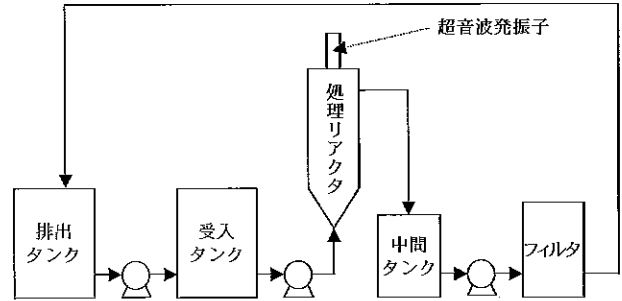 超音波発振子
処理リアクタ
排出
タンク
受入
タンク
中間
タンク
フィルタ